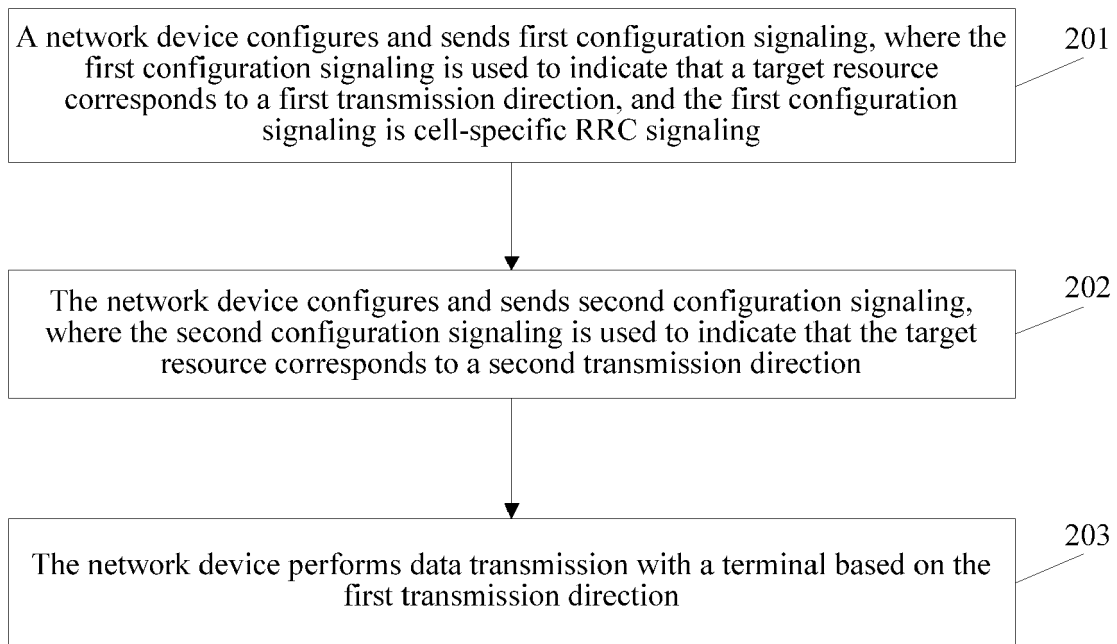 A network device configures and sends first configuration signaling, where the
first configuration signaling is used to indicate that a target resource
corresponds to a first transmission direction, and the first configuration
signaling is cell-specific RRC signaling
201
The network device configures and sends second configuration signaling,
where the second configuration signaling is used to indicate that the target
resource corresponds to a second transmission direction
202
The network device performs data transmission with a terminal based on the
first transmission direction
203